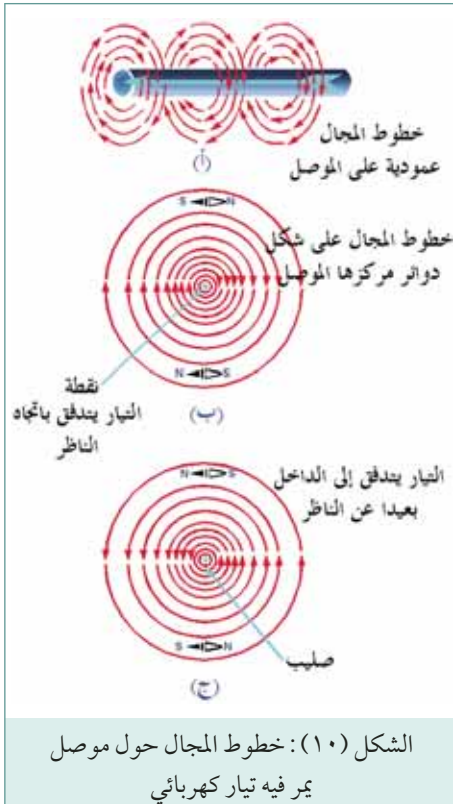 خطوط المجال
عمودية على الموصل
(أ)
S N
خطوط المجال على شكل
دوائر مركزها الموصل
N S
نقطة
التيار يتدفق باتجاه
الناظر
(ب)
التيار يتدفق إلى الداخل
بعيدا عن الناظر
N S
S N
صليب
(ج)
الشكل (١٠): خطوط المجال حول موصل
يمر فيه تيار كهربائي